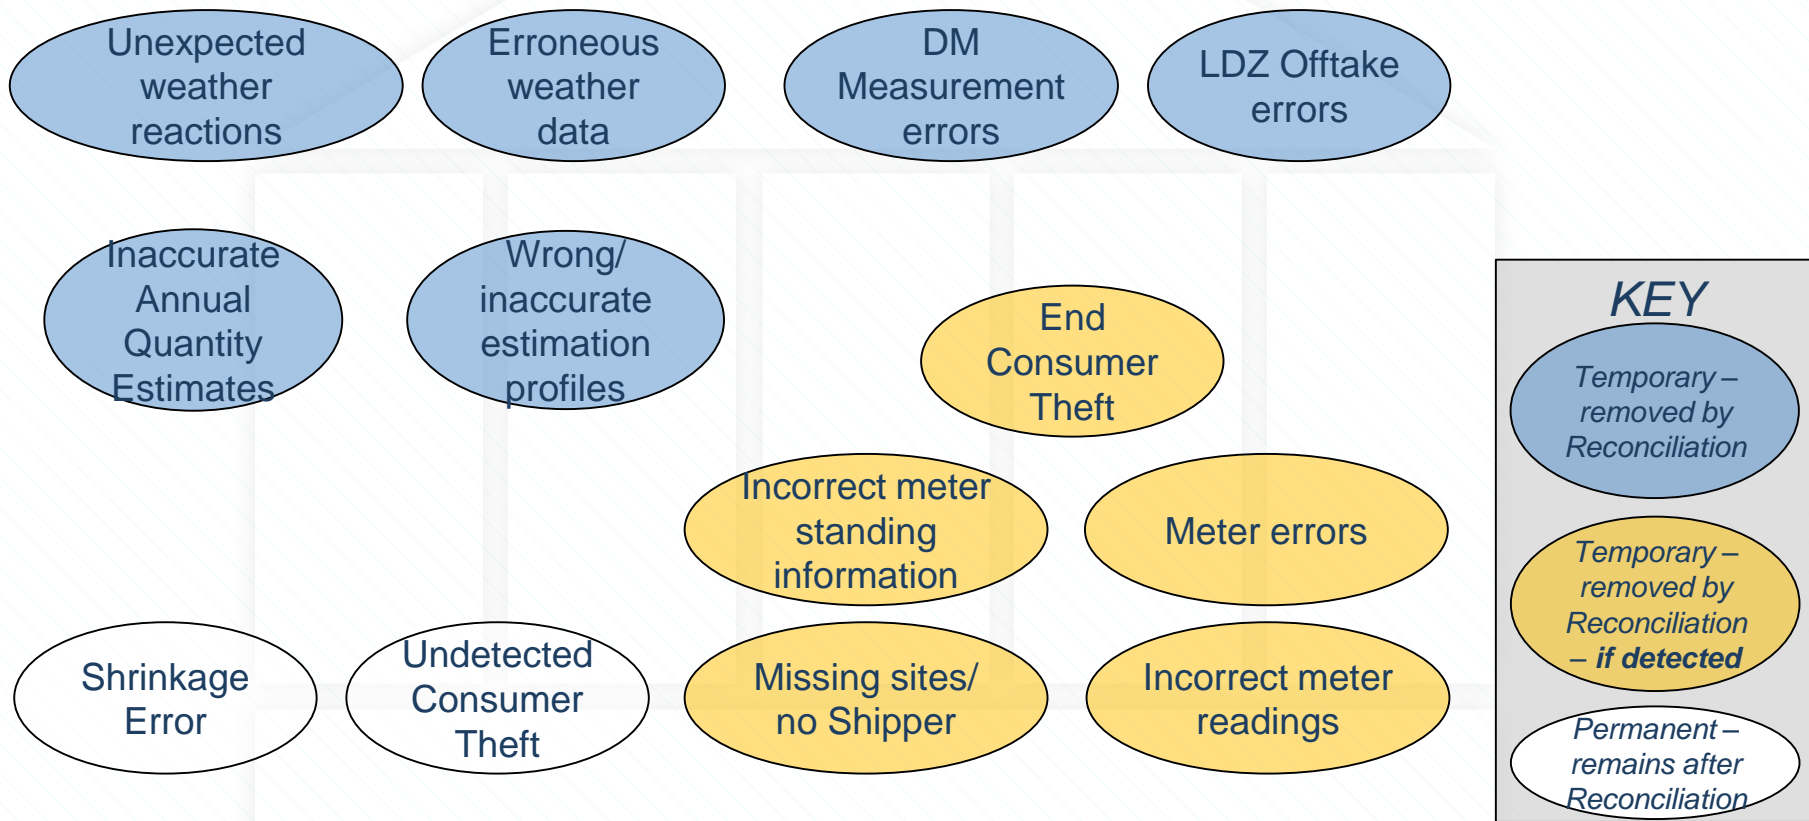 Unexpected
weather
reactions
Erroneous
weather
data
DM
Measurement
errors
LDZ Offtake
errors
Inaccurate
Annual
Quantity
Estimates
Wrong/
inaccurate
estimation
profiles
End
Consumer
Theft
Incorrect meter
standing
information
Meter errors
Shrinkage
Error
Undetected
Consumer
Theft
Missing sites/
no Shipper
Incorrect meter
readings
KEY
Temporary –
removed by
Reconciliation
Temporary –
removed by
Reconciliation
– if detected
Permanent –
remains after
Reconciliation